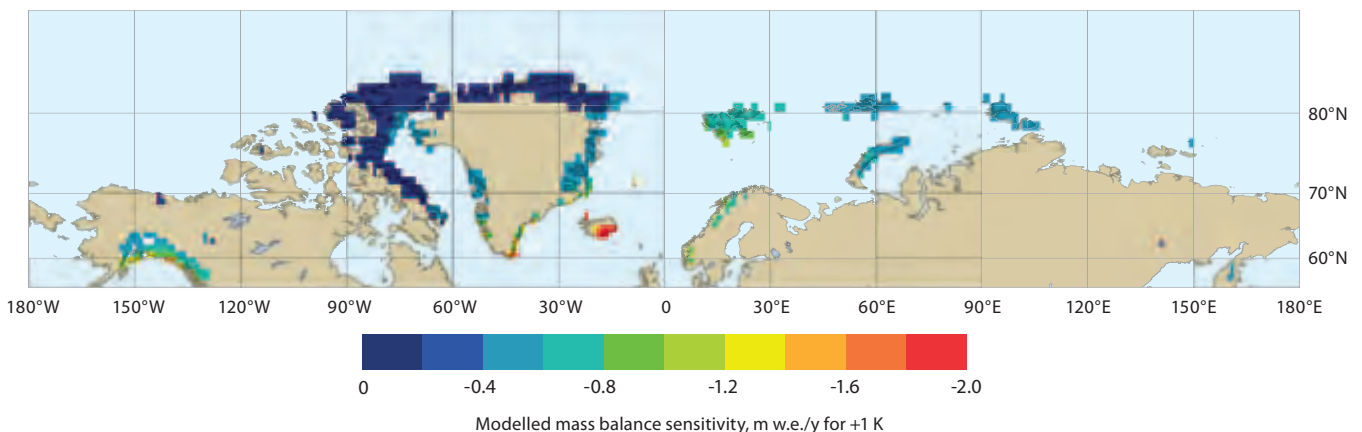 80°N
70°N
60°N
180°W 150°W 120°W 90°W 60°W 30°W 0 30°E 60°E 90°E 120°E 150°E 180°E
0 -0.4 -0.8 -1.2 -1.6 -2.0
Modelled mass balance sensitivity, m w.e./y for +1 K